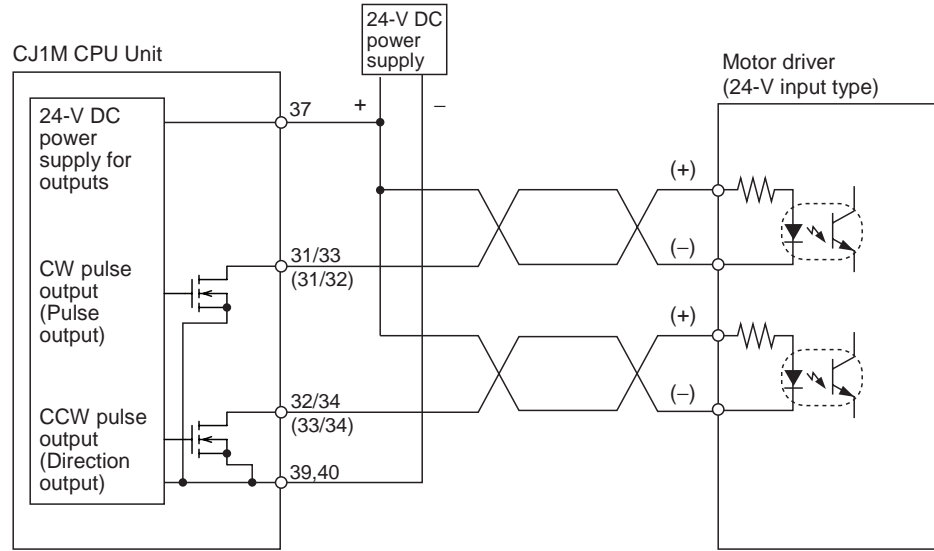 24-V DC
power
supply
CJ1M CPU Unit
Motor driver
(24-V input type)
24-V DC
power
supply for
outputs
37
+
–
(+)
(–)
CW pulse
output
(Pulse
output)
31/33
(31/32)
(+)
(–)
CCW pulse
output
(Direction
output)
32/34
(33/34)
39,40